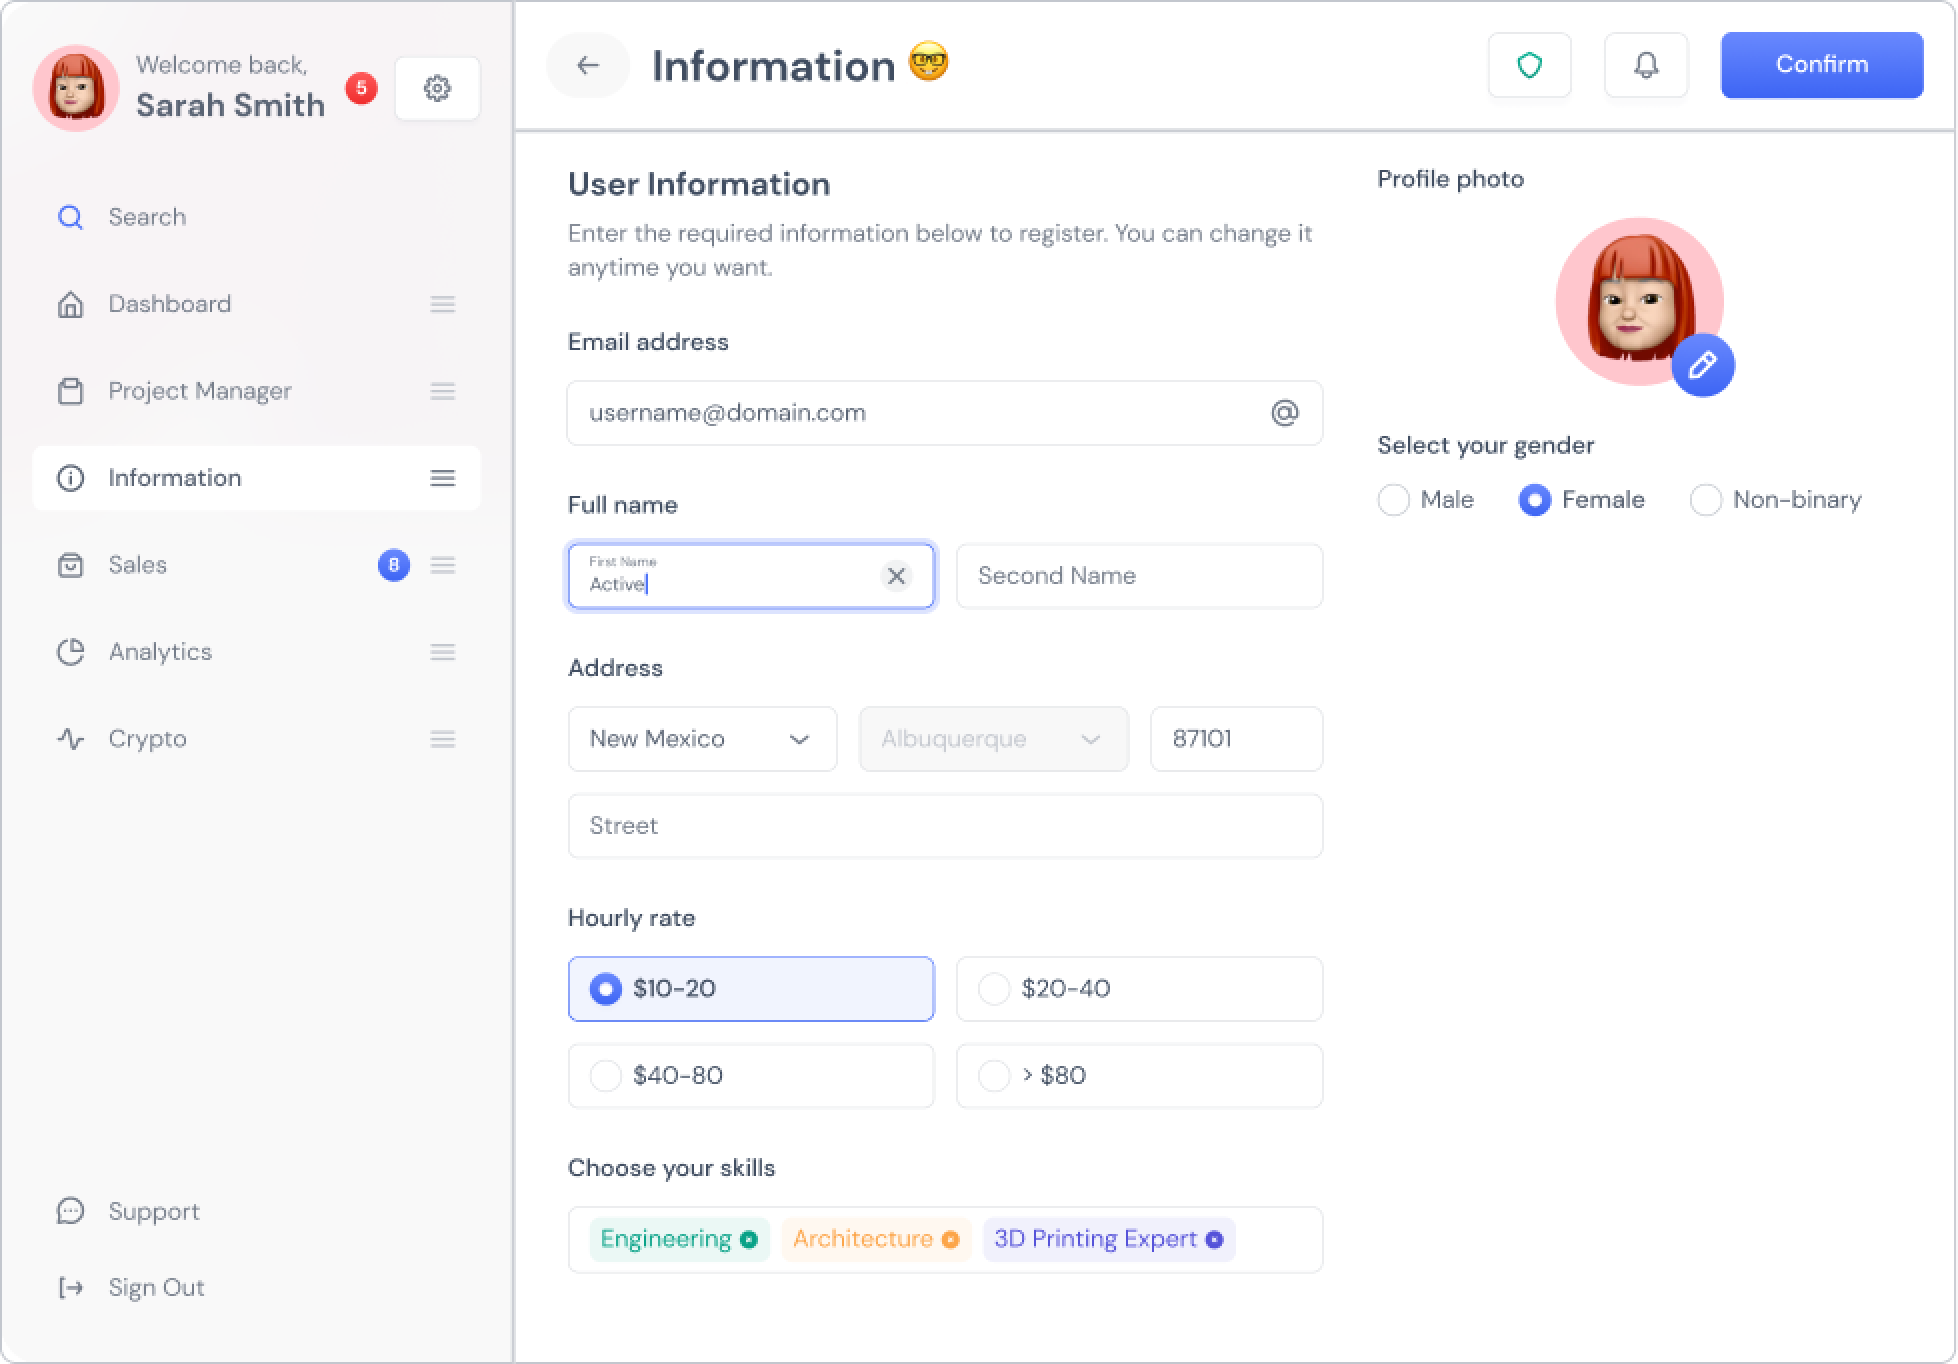 Welcome back,
Sarah Smith
5
Search
Dashboard
Project Manager
Information
Sales
8
Analytics
Crypto
Support
Sign Out
Information 🤓
Confirm
User Information
Enter the required information below to register. You can change it
anytime you want.
Email address
username@domain.com
@
Full name
First Name
Active
Second Name
Address
New Mexico
Albuquerque
87101
Street
Hourly rate
$10-20
$20-40
$40-80
> $80
Choose your skills
Engineering
Architecture
3D Printing Expert
Profile photo
Select your gender
Male
Female
Non-binary